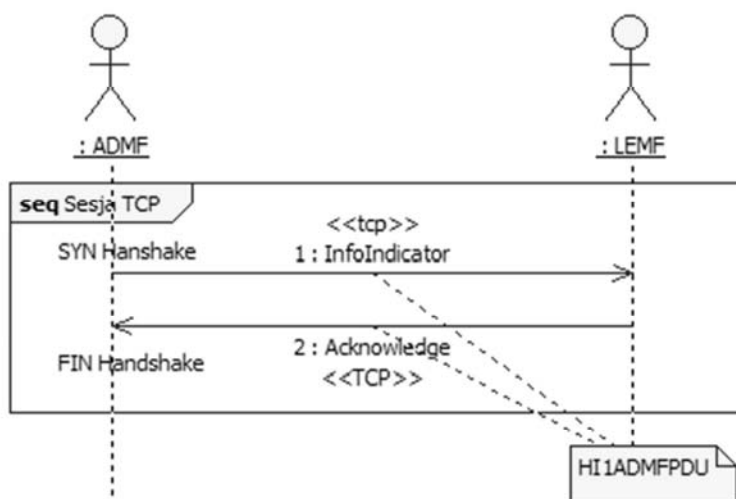 : ADMF
: LEMF
seq Sesja TCP
<<tcp>>
SYN Hanshake
1 : InfoIndicator
2 : Acknowledge
FIN Handshake
<<TCP>>
HI1ADMFPDU